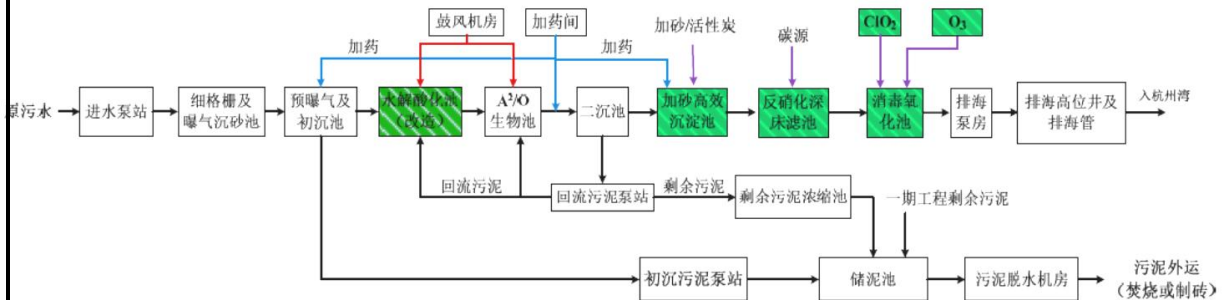 鼓风机房
加药间
加砂/活性炭
碳源
ClO₂
O₃
加药
加药
原污水
进水泵站
细格栅及
曝气沉砂池
预曝气及
初沉池
水解酸化池
(改造)
A²/O
生物池
二沉池
加砂高效
沉淀池
反硝化深
床滤池
消毒氧
化池
排海
泵房
排海高位井及
排海管
入杭州湾
回流污泥
回流污泥泵站
剩余污泥
剩余污泥浓缩池
一期工程剩余污泥
初沉污泥泵站
储泥池
污泥脱水机房
污泥外运
(焚烧或制砖)